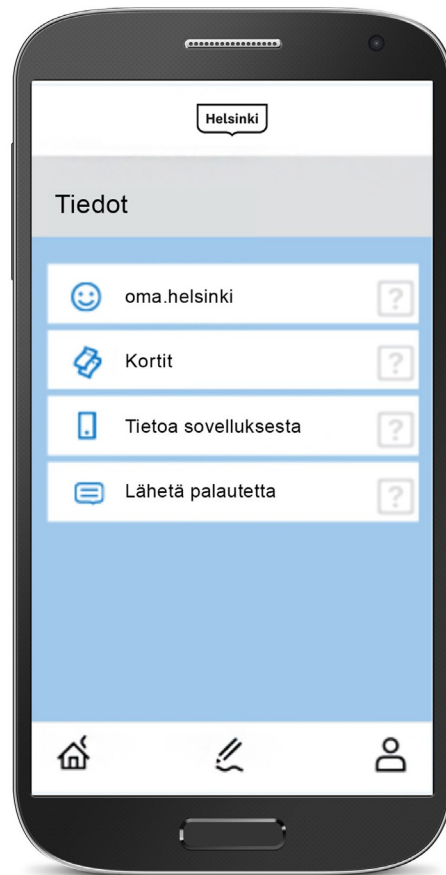 Helsinki
Tiedot
oma.helsinki
?
Kortit
?
Tietoa sovelluksesta
?
Lähetä palautetta
?